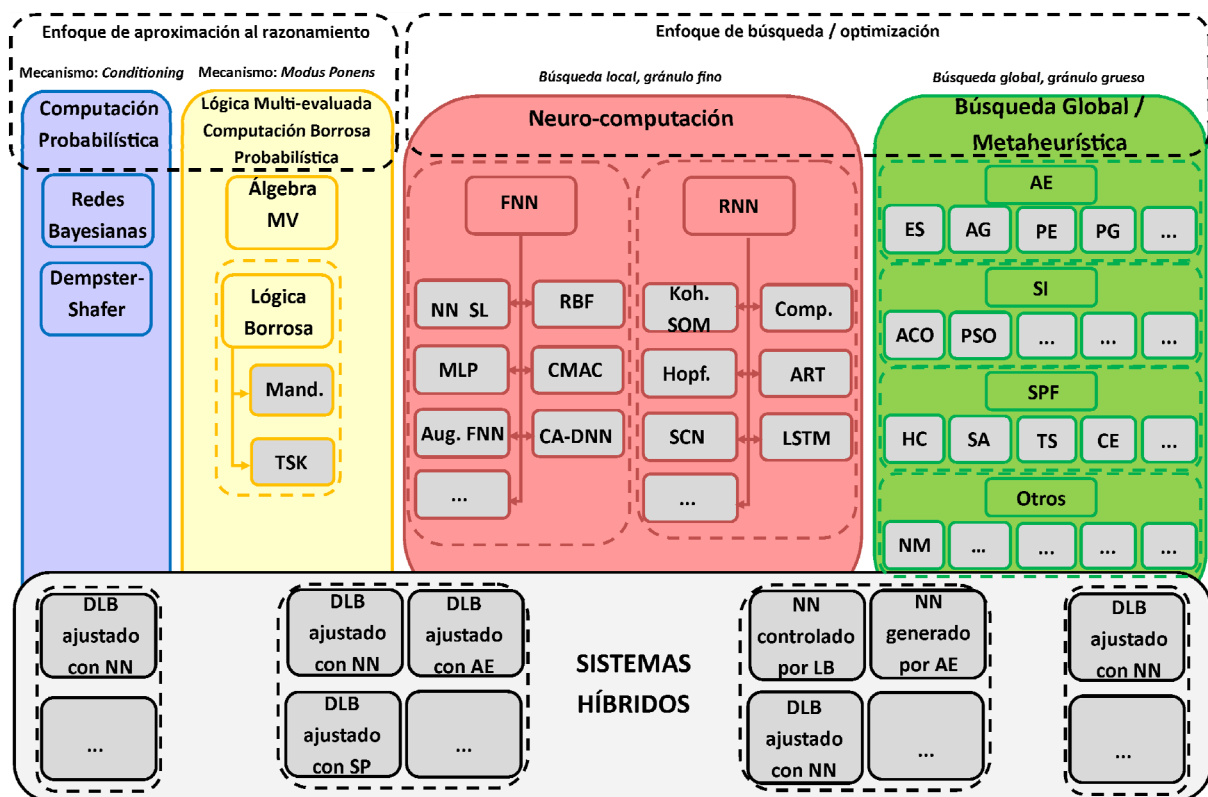 Enfoque de aproximación al razonamiento
Enfoque de búsqueda / optimización
Mecanismo: Conditioning
Mecanismo: Modus Ponens
Búsqueda local, gránulo fino
Búsqueda global, gránulo grueso
Computación
Probabilística
Redes
Bayesianas
Dempster-
Shafer
Lógica Multi-evaluada
Computación Borrosa
Probabilística
Álgebra
MV
Lógica
Borrosa
Mand.
TSK
Neuro-computación
FNN
NN SL
RBF
MLP
CMAC
Aug. FNN
CA-DNN
...
RNN
Koh.
SOM
Comp.
Hopf.
ART
SCN
LSTM
...
Búsqueda Global /
Metaheurística
AE
ES
AG
PE
PG
...
SI
ACO
PSO
...
...
...
SPF
HC
SA
TS
CE
...
Otros
NM
...
...
...
...
DLB
ajustado
con NN
...
DLB
ajustado
con NN
DLB
ajustado
con AE
DLB
ajustado
con SP
...
SISTEMAS
HÍBRIDOS
NN
controlado
por LB
NN
generado
por AE
DLB
ajustado
con NN
...
DLB
ajustado
con NN
...